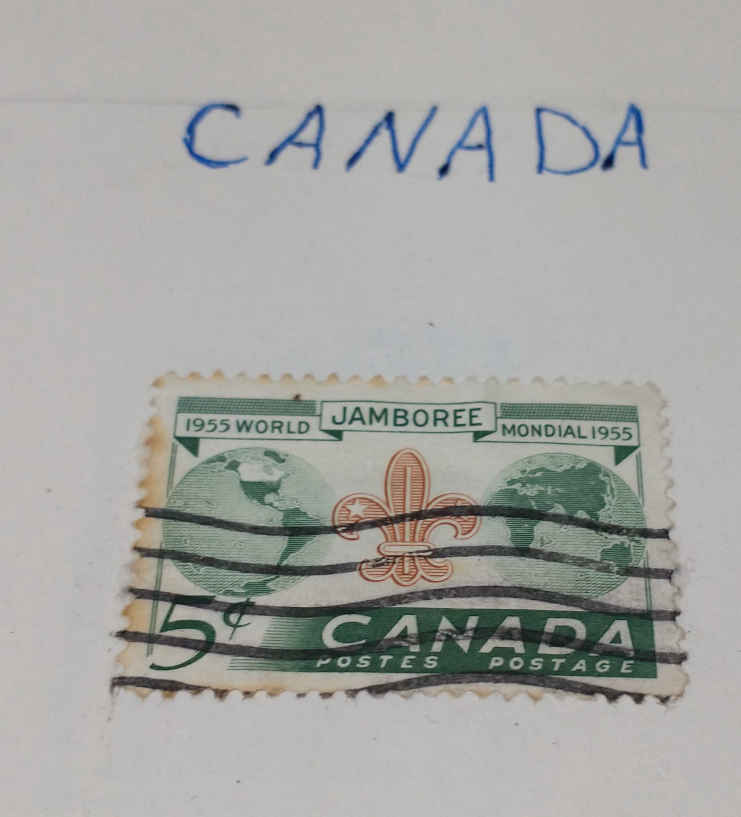 CANADA
1955 WORLD JAMBOREE MONDIAL 1955
5¢ CANADA
POSTES POSTAGE